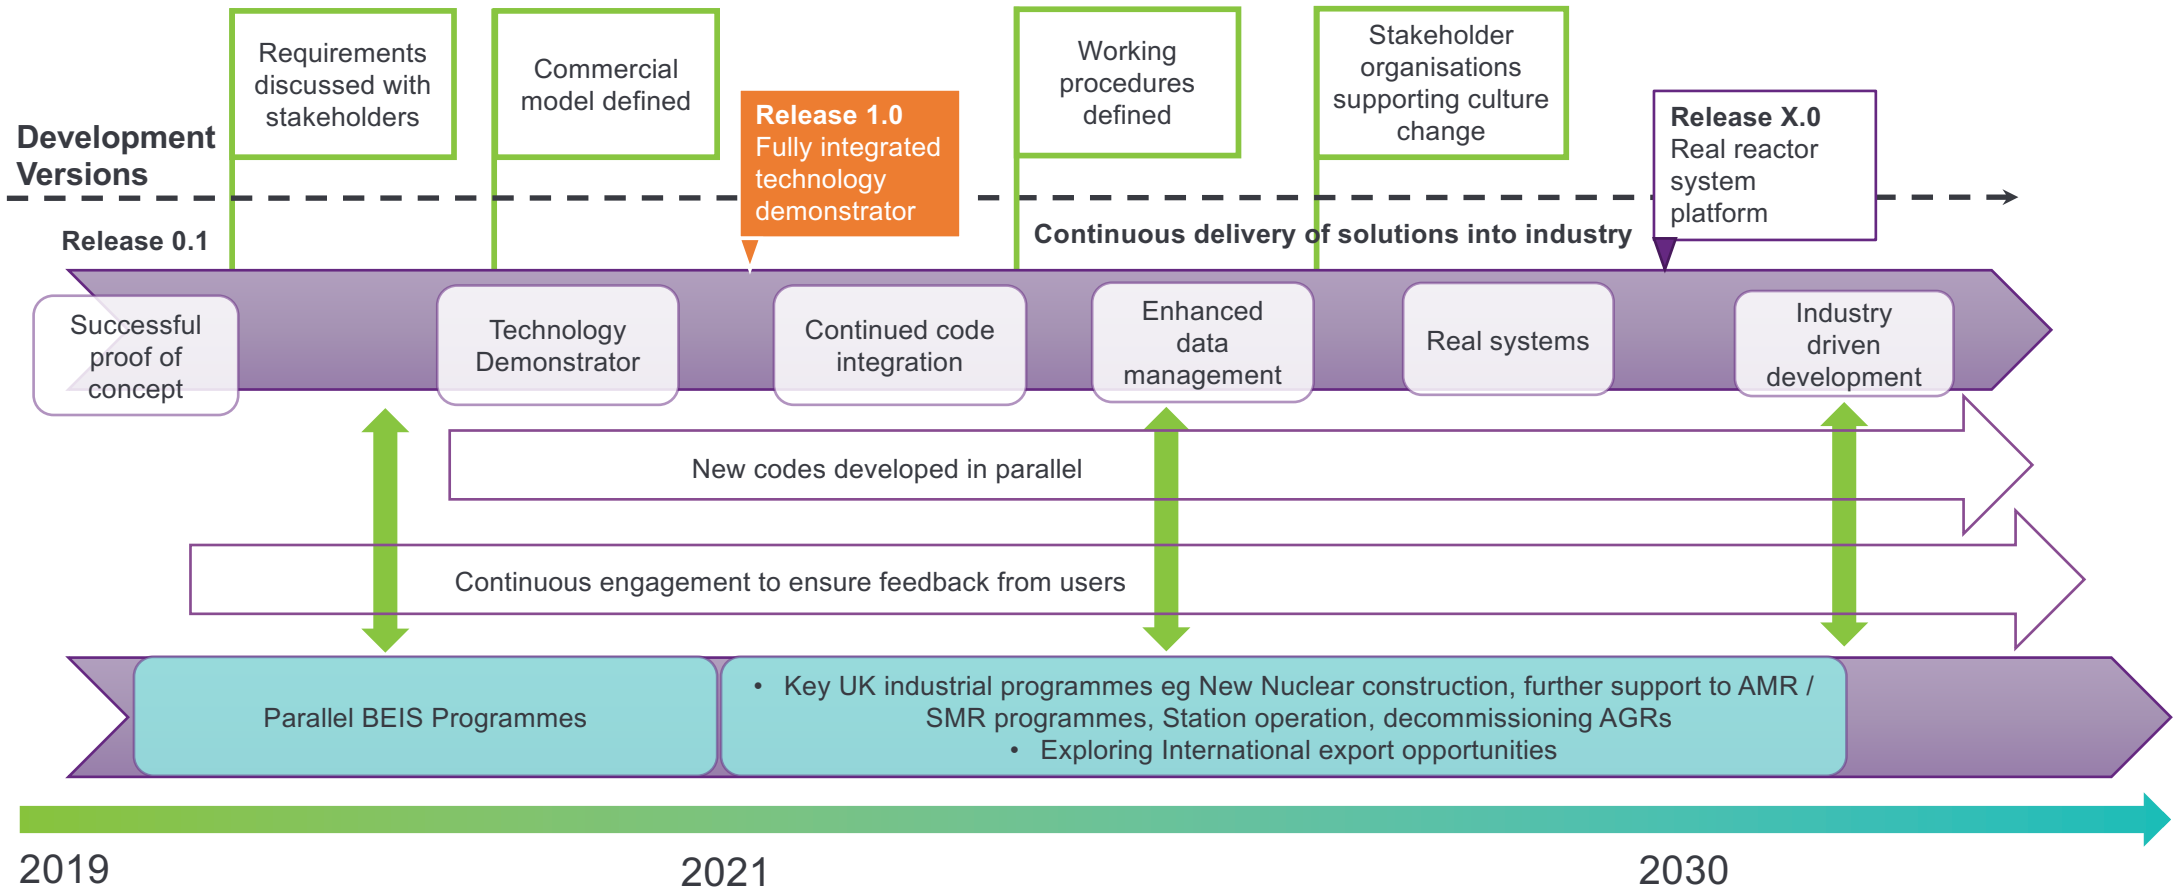 Requirements
discussed with
stakeholders
Commercial
model defined
Working
procedures
defined
Stakeholder
organisations
supporting culture
change
Development
Versions
Release 1.0
Fully integrated
technology
demonstrator
Release X.0
Real reactor
system
platform
Release 0.1
Continuous delivery of solutions into industry
Successful
proof of
concept
Technology
Demonstrator
Continued code
integration
Enhanced
data
management
Real systems
Industry
driven
development
New codes developed in parallel
Continuous engagement to ensure feedback from users
Parallel BEIS Programmes
• Key UK industrial programmes eg New Nuclear construction, further support to AMR /
SMR programmes, Station operation, decommissioning AGRs
• Exploring International export opportunities
2019
2021
2030